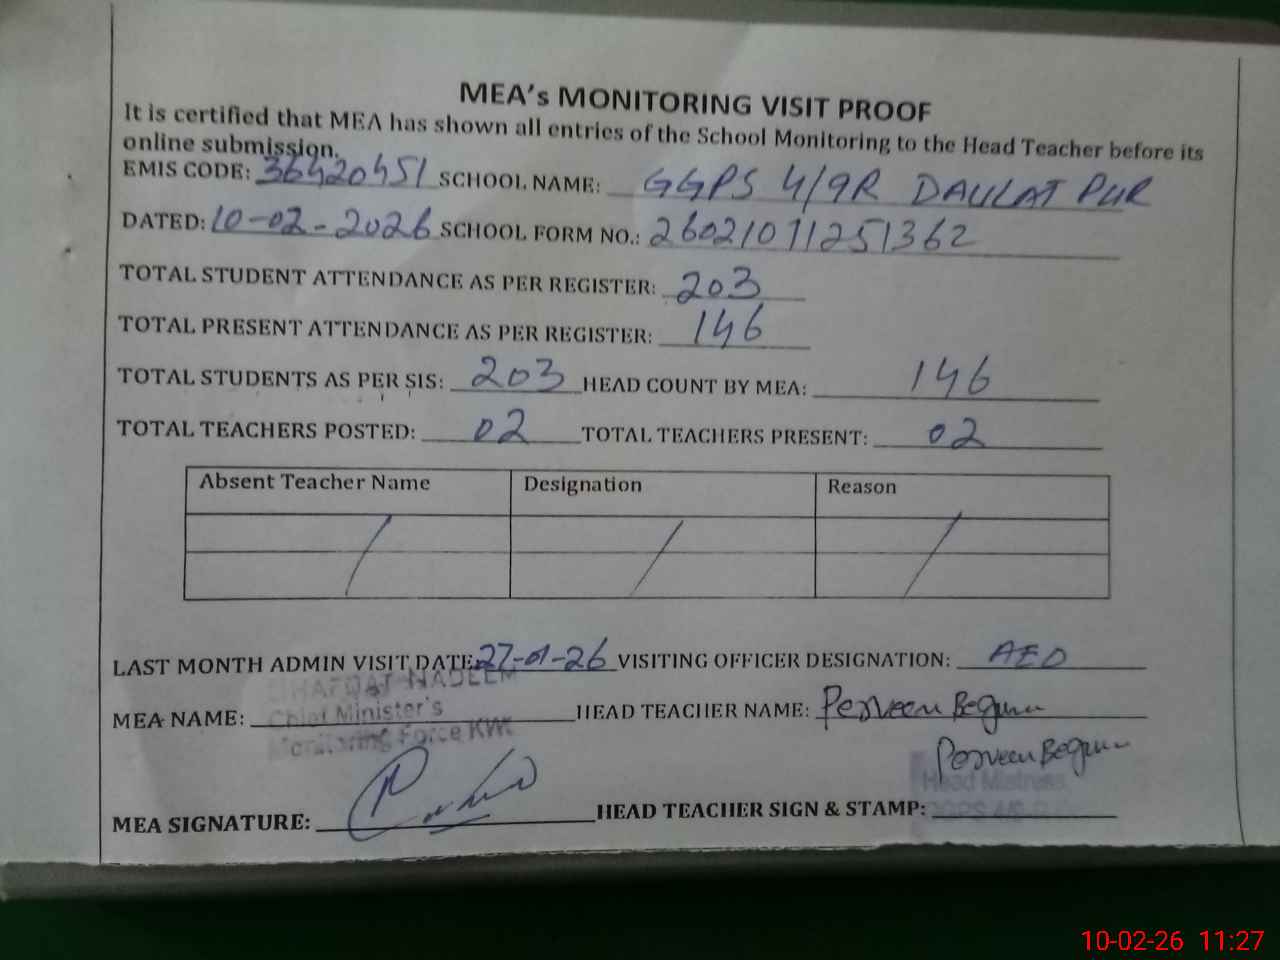 MEA's MONITORING VISIT PROOF
It is certified that MEA has shown all entries of the School Monitoring to the Head Teacher before its
online submission.
EMIS CODE: 36420451 SCHOOL NAME: GGPS 4/9R DAULAT PUR
DATED: 10-02-2026 SCHOOL FORM NO.: 26021011251362
TOTAL STUDENT ATTENDANCE AS PER REGISTER: 203
TOTAL PRESENT ATTENDANCE AS PER REGISTER: 146
TOTAL STUDENTS AS PER SIS: 203 HEAD COUNT BY MEA: 146
TOTAL TEACHERS POSTED: 02 TOTAL TEACHERS PRESENT: 02
Absent Teacher Name Designation Reason
LAST MONTH ADMIN VISIT DATE: 27-01-26 VISITING OFFICER DESIGNATION: AEO
NADEEM
MEA NAME: Chief Minister's HEAD TEACHER NAME: Perveen Begum
Monitoring Force KWL
Perveen Begum
Head Mistress
MEA SIGNATURE: HEAD TEACHER SIGN & STAMP:
10-02-26 11:27